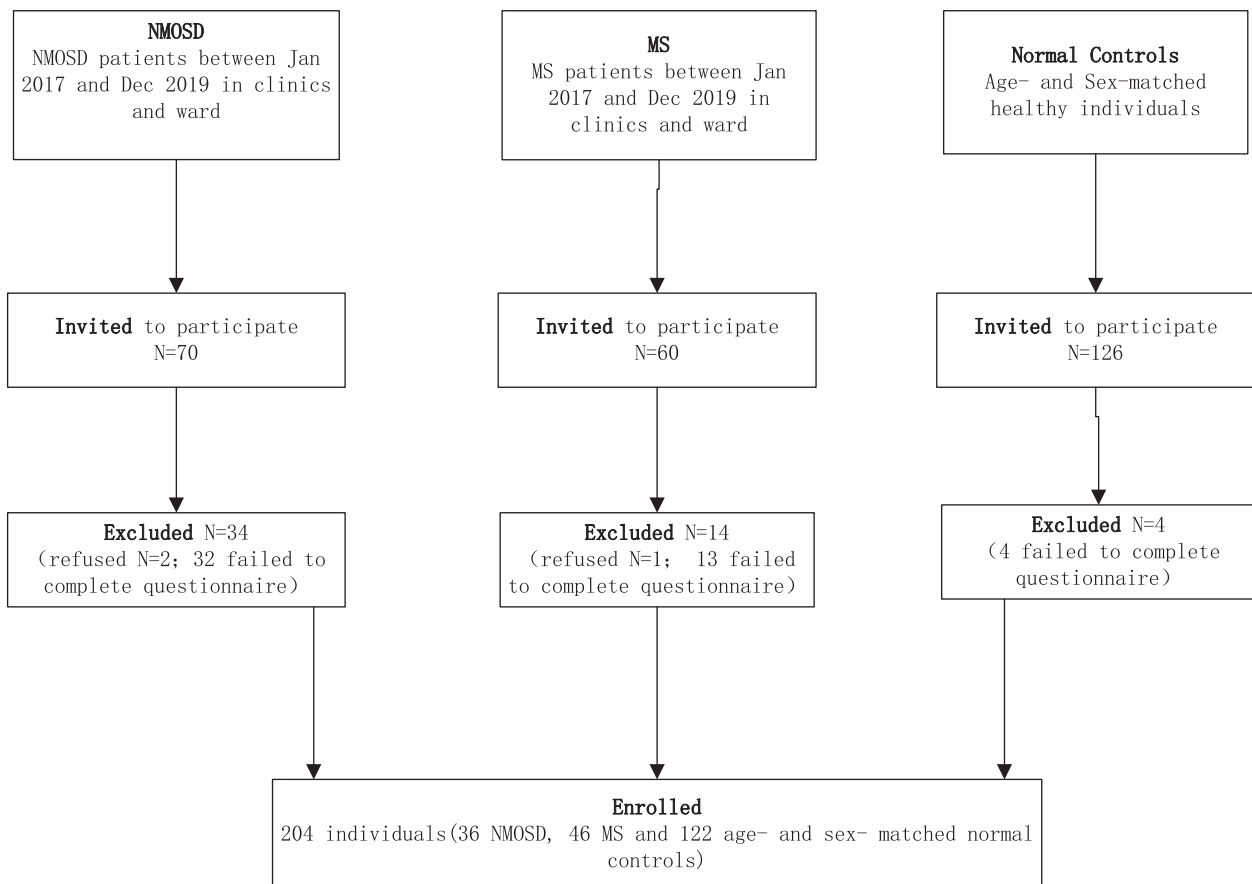 NMOSD
NMOSD patients between Jan
2017 and Dec 2019 in clinics
and ward
MS
MS patients between Jan
2017 and Dec 2019 in
clinics and ward
Normal Controls
Age- and Sex-matched
healthy individuals
Invited to participate
N=70
Invited to participate
N=60
Invited to participate
N=126
Excluded N=34
（refused N=2; 32 failed to
complete questionnaire）
Excluded N=14
（refused N=1; 13 failed
to complete questionnaire）
Excluded N=4
（4 failed to complete
questionnaire）
Enrolled
204 individuals(36 NMOSD, 46 MS and 122 age- and sex- matched normal
controls)